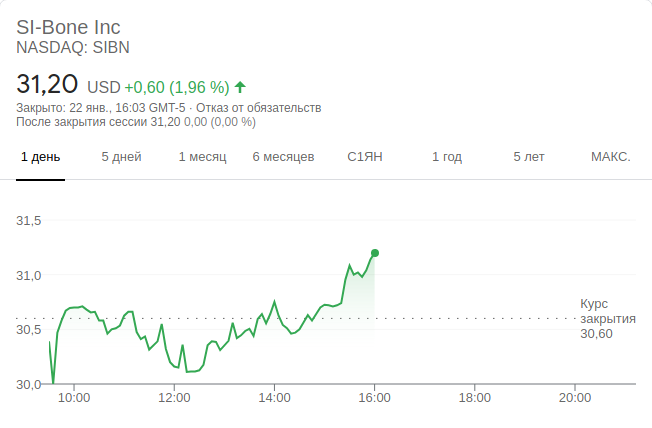 SI-Bone Inc
NASDAQ: SIBN
31,20 USD +0,60 (1,96 %)
Закрыто: 22 янв., 16:03 GMT-5 · Отказ от обязательств
После закрытия сессии 31,20 0,00 (0,00 %)
1 день 5 дней 1 месяц 6 месяцев С1ЯН 1 год 5 лет МАКС.
31,5
31,0
Курс
закрытия
30,60
30,5
30,0
10:00 12:00 14:00 16:00 18:00 20:00